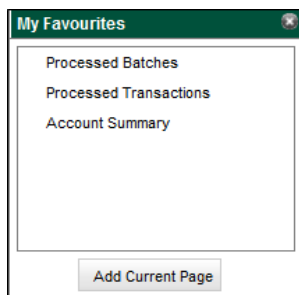 My Favourites
Processed Batches
Processed Transactions
Account Summary
Add Current Page